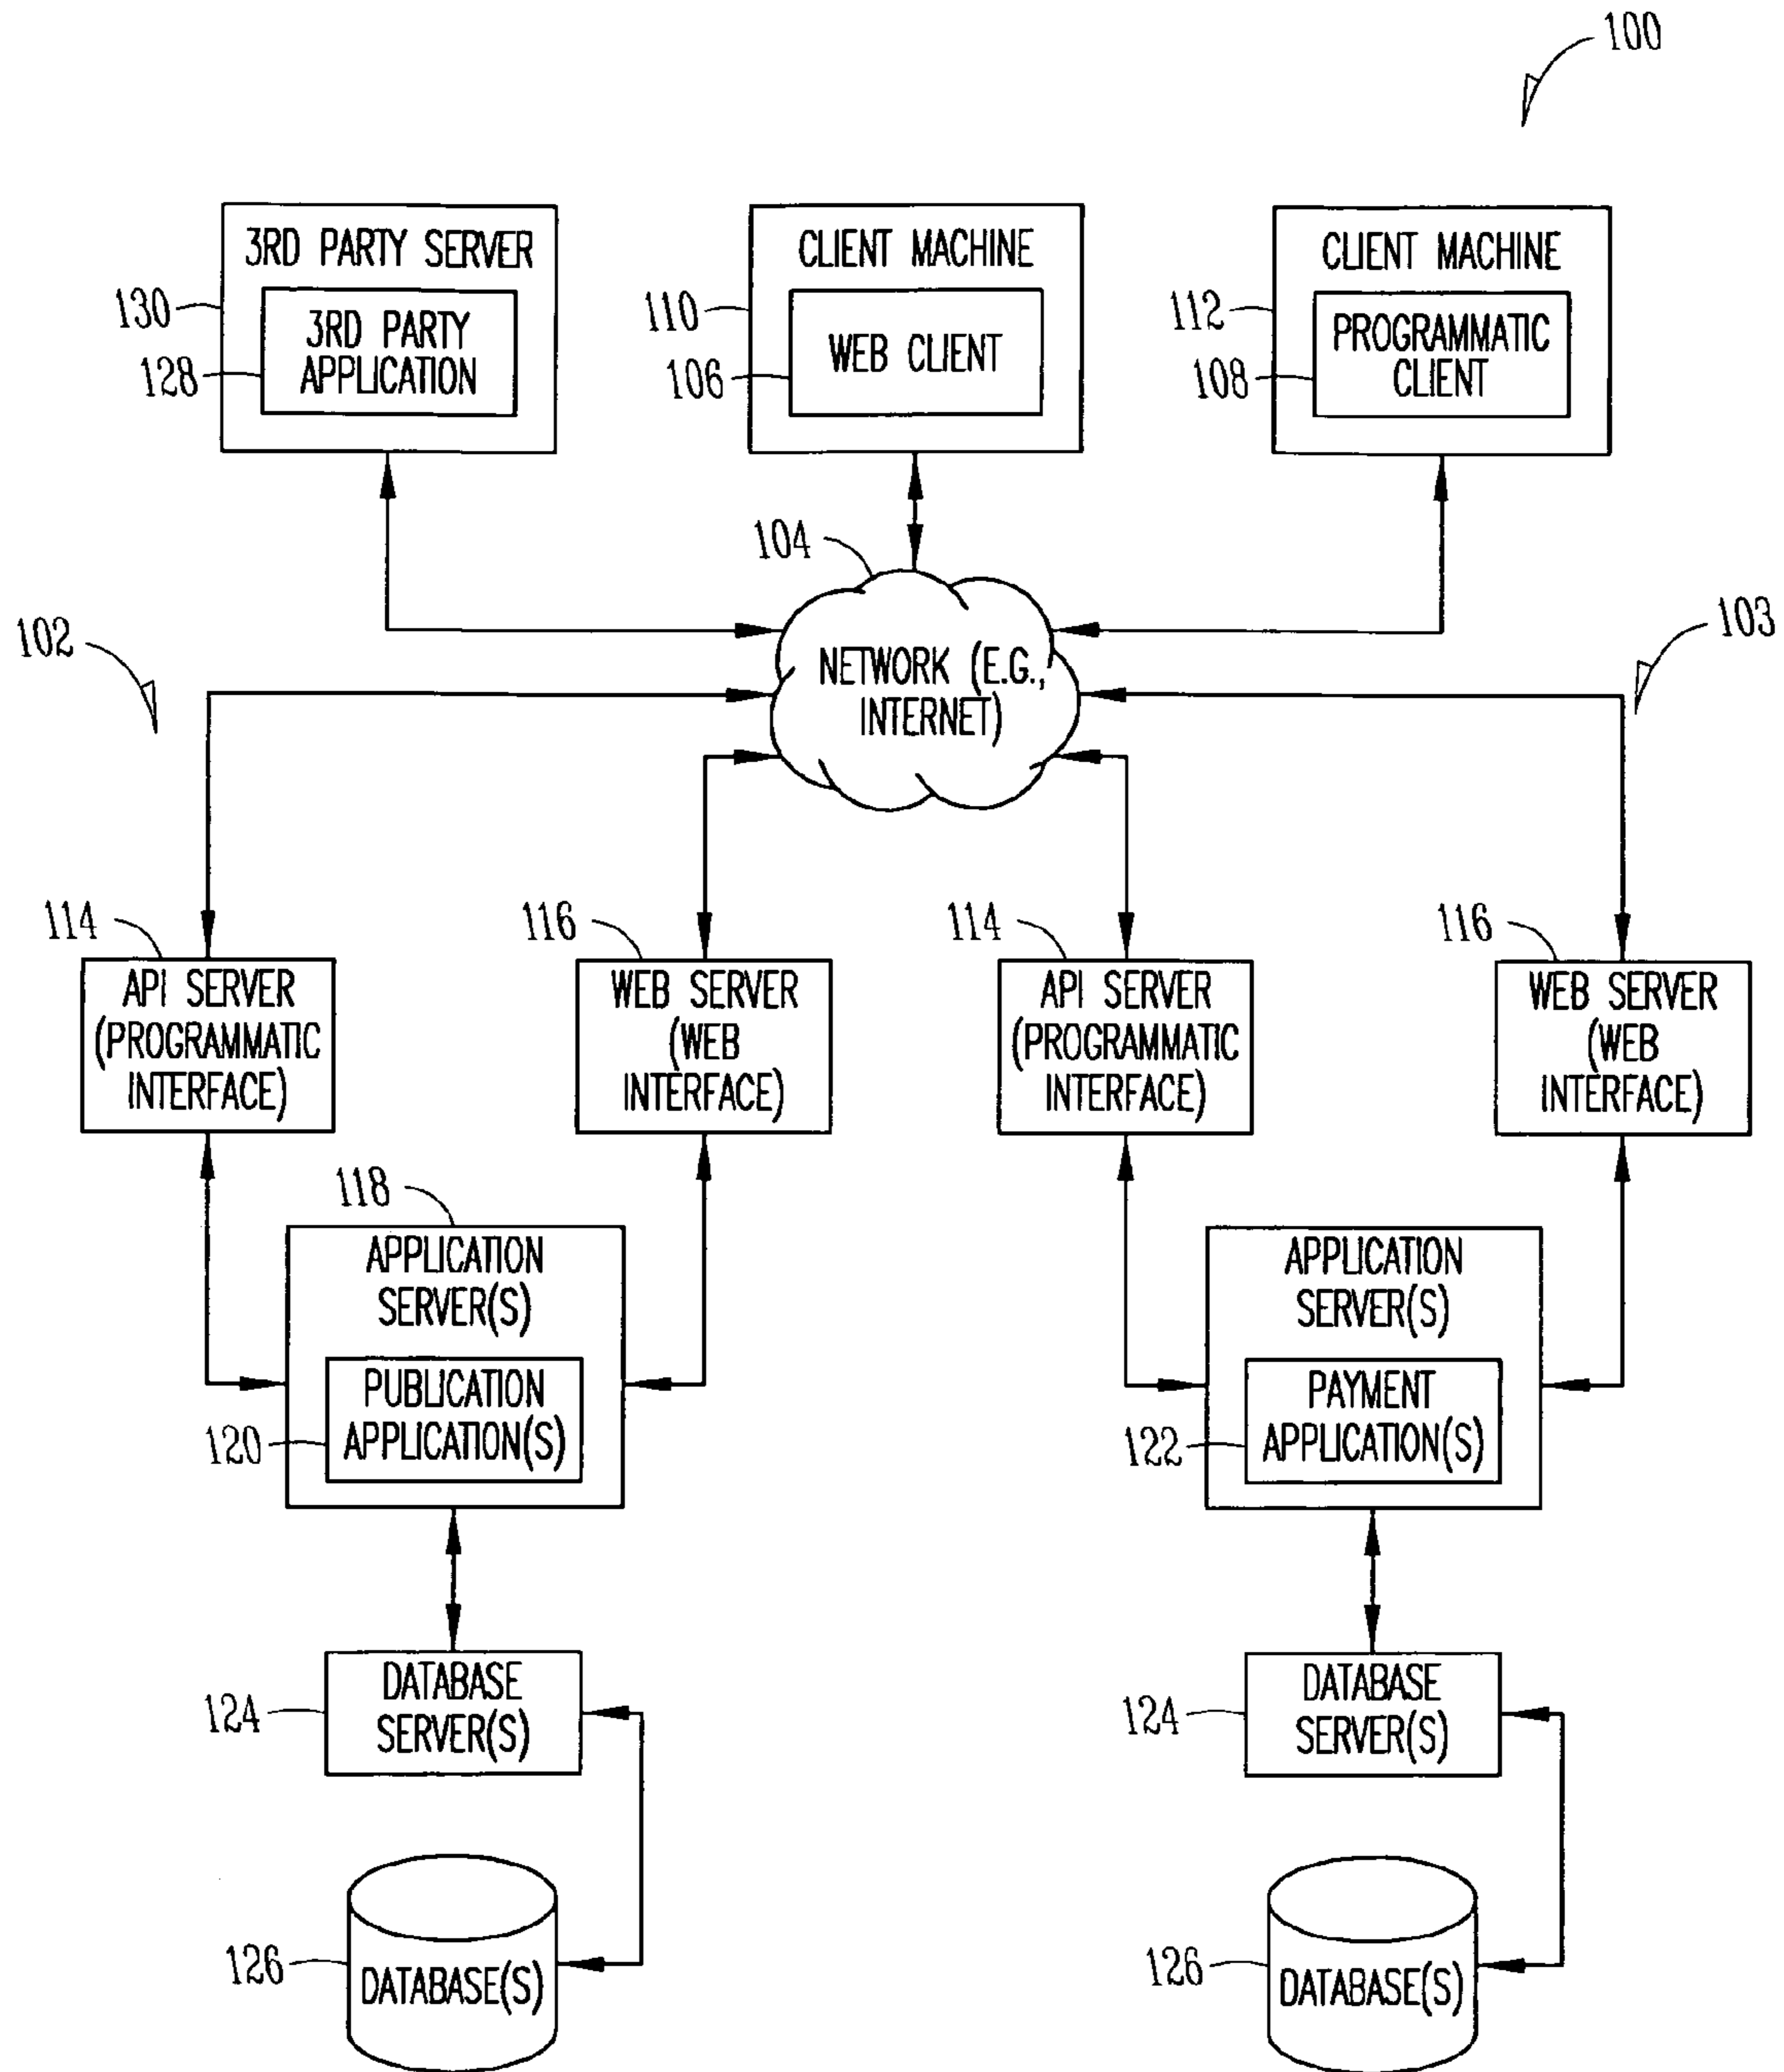 100
3RD PARTY SERVER
130
3RD PARTY
APPLICATION
128
CLIENT MACHINE
110
WEB CLIENT
106
CLIENT MACHINE
112
PROGRAMMATIC
CLIENT
108
104
NETWORK (E.G.,
INTERNET)
102
103
114
API SERVER
(PROGRAMMATIC
INTERFACE)
116
WEB SERVER
(WEB
INTERFACE)
114
API SERVER
(PROGRAMMATIC
INTERFACE)
116
WEB SERVER
(WEB
INTERFACE)
118
APPLICATION
SERVER(S)
PUBLICATION
APPLICATION(S)
120
APPLICATION
SERVER(S)
PAYMENT
APPLICATION(S)
122
DATABASE
SERVER(S)
124
DATABASE
SERVER(S)
124
126
DATABASE(S)
126
DATABASE(S)